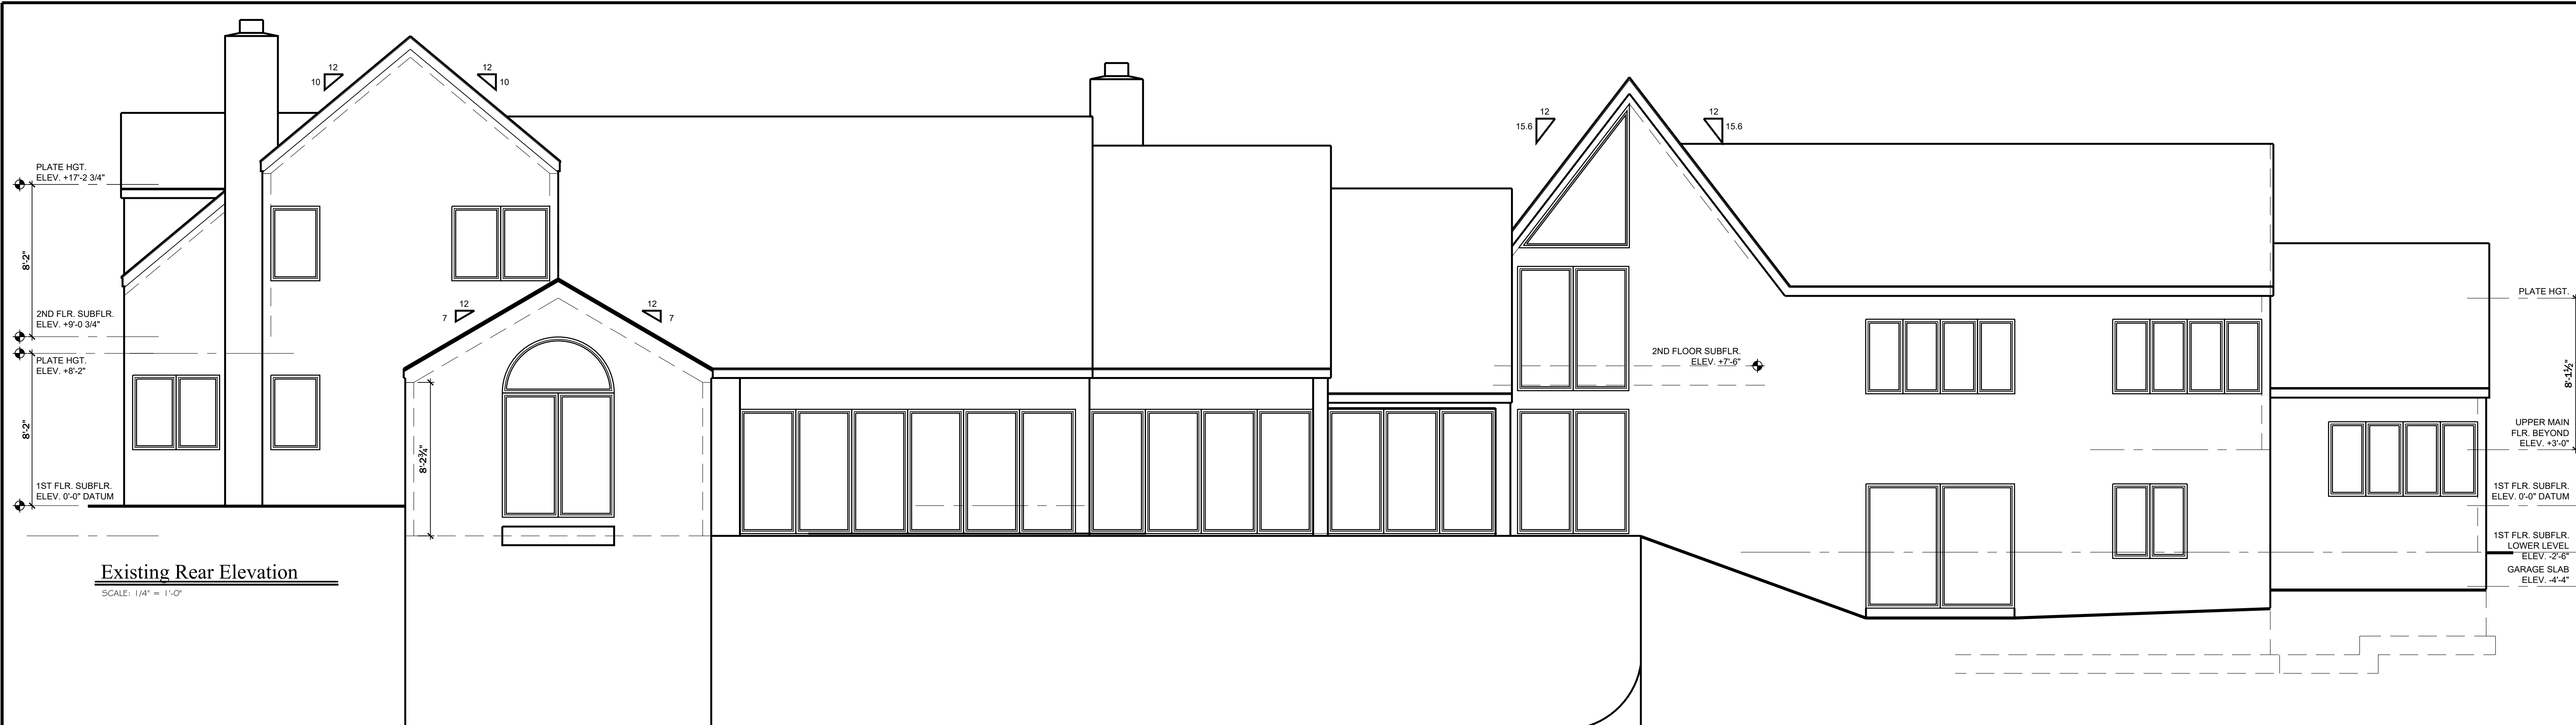 12
10
12
10
12
15.6
12
15.6
PLATE HGT.
ELEV. +17'-2 3/4"
8'-2"
2ND FLR. SUBFLR.
ELEV. +9'-0 3/4"
PLATE HGT.
ELEV. +8'-2"
8'-2"
1ST FLR. SUBFLR.
ELEV. 0'-0" DATUM
12
7
12
7
8'-2¾"
2ND FLOOR SUBFLR.
ELEV. +7'-6"
PLATE HGT.
8'-1½"
UPPER MAIN
FLR. BEYOND
ELEV. +3'-0"
1ST FLR. SUBFLR.
ELEV. 0'-0" DATUM
1ST FLR. SUBFLR.
LOWER LEVEL
ELEV. -2'-6"
GARAGE SLAB
ELEV. -4'-4"
Existing Rear Elevation
SCALE: 1/4" = 1'-0"